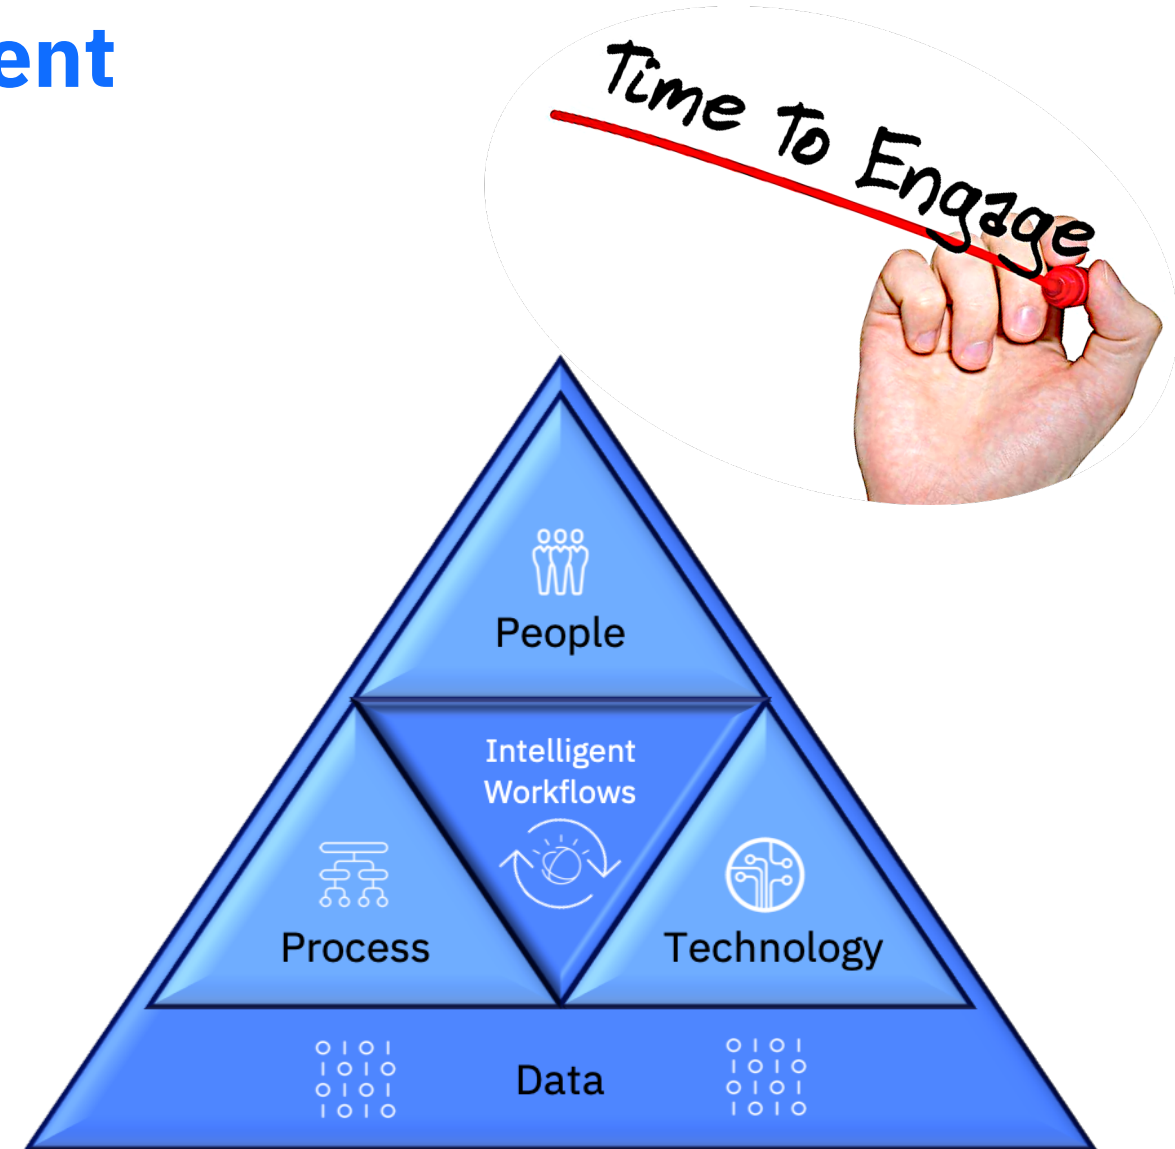 ent
Time To Engage
People
Intelligent
Workflows
Process
Technology
Data